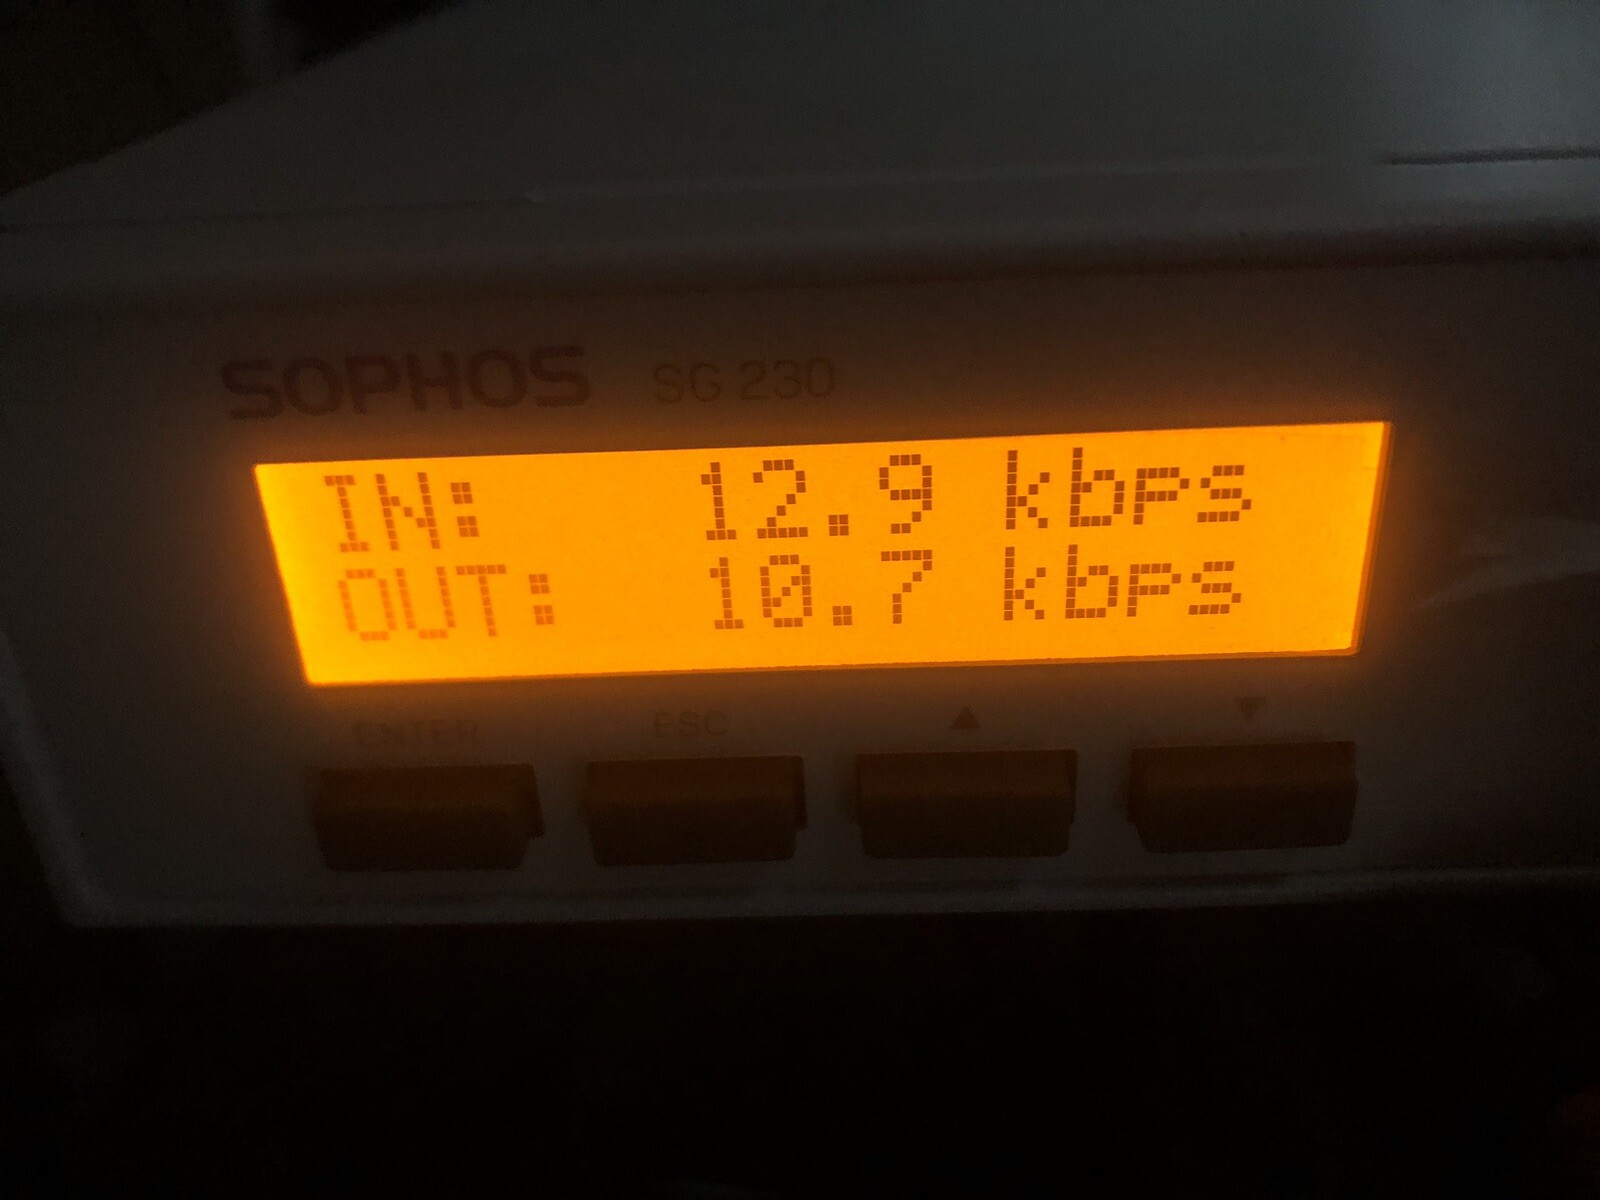 SOPHOS SG 230
IN: 12.9 kbps
OUT: 10.7 kbps
ENTER ESC ▲ ▼